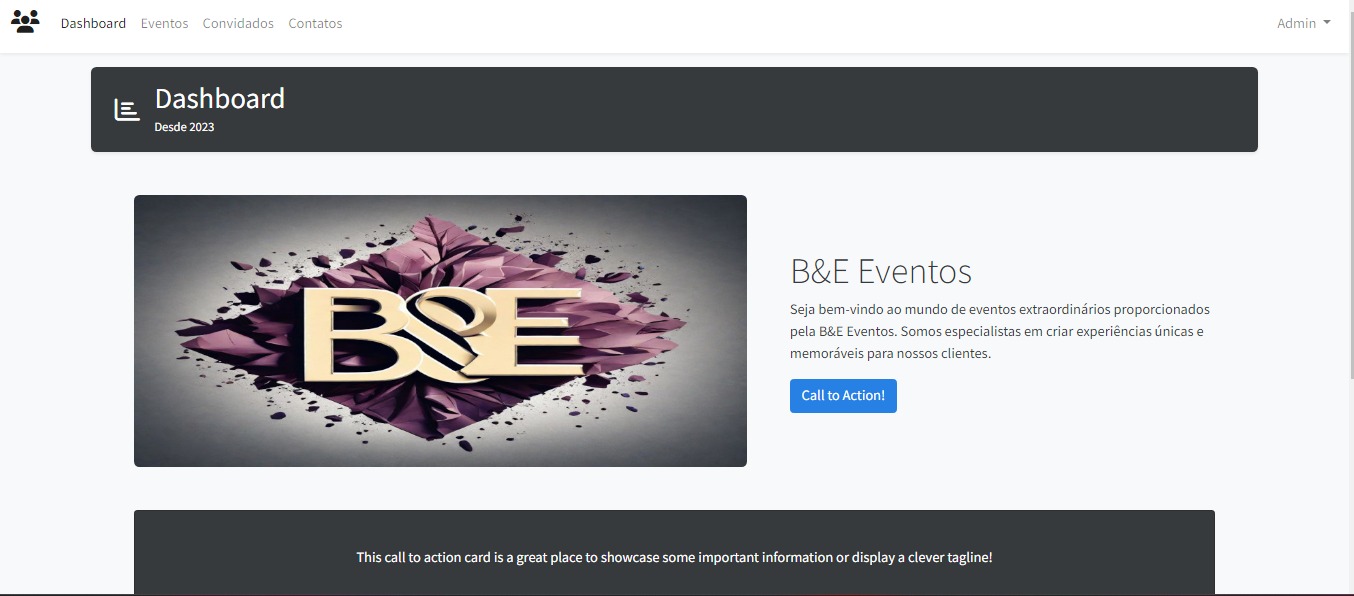 Dashboard Eventos Convidados Contatos Admin
Dashboard
Desde 2023
B&E
B&E Eventos
Seja bem-vindo ao mundo de eventos extraordinários proporcionados
pela B&E Eventos. Somos especialistas em criar experiências únicas e
memoráveis para nossos clientes.
Call to Action!
This call to action card is a great place to showcase some important information or display a clever tagline!